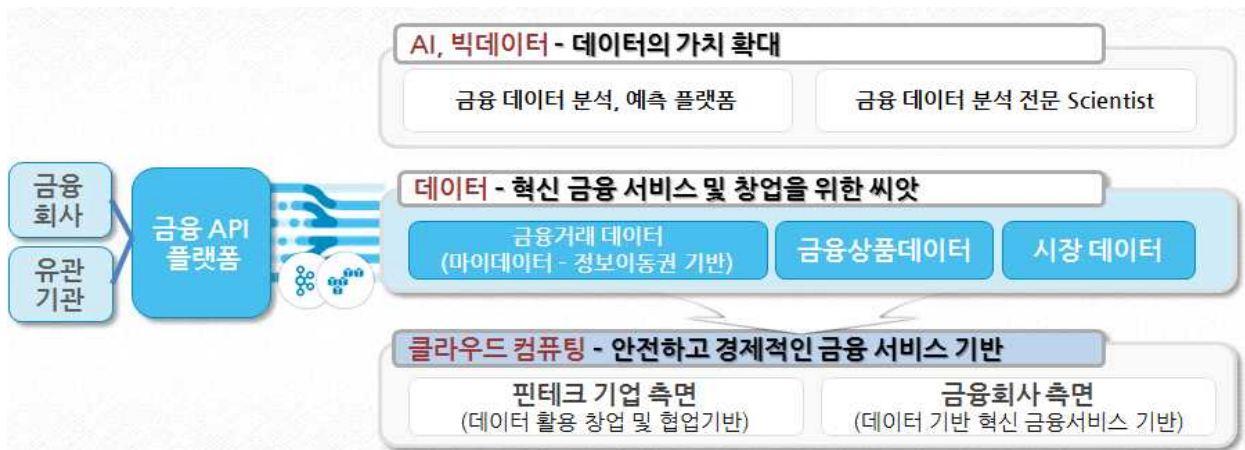 AI, 빅데이터 - 데이터의 가치 확대
금융 데이터 분석, 예측 플랫폼
금융 데이터 분석 전문 Scientist
금융
회사
유관
기관
금융 API
플랫폼
데이터 - 혁신 금융 서비스 및 창업을 위한 씨앗
금융거래 데이터
(마이데이터 - 정보이동권 기반)
금융상품데이터
시장 데이터
클라우드 컴퓨팅 - 안전하고 경제적인 금융 서비스 기반
핀테크 기업 측면
(데이터 활용 창업 및 협업기반)
금융회사 측면
(데이터 기반 혁신 금융서비스 기반)